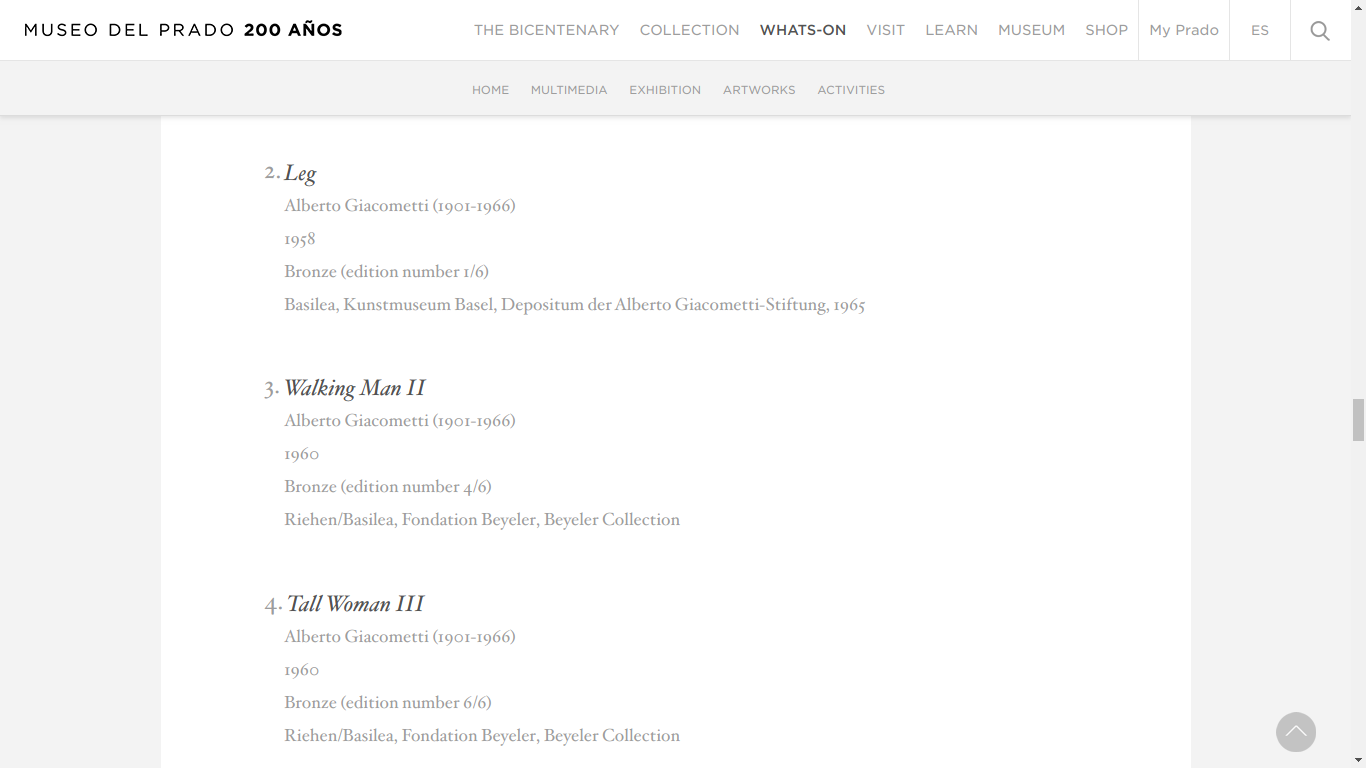 MUSEO DEL PRADO 200 AÑOS
THE BICENTENARY COLLECTION WHATS-ON VISIT LEARN MUSEUM SHOP My Prado ES
HOME MULTIMEDIA EXHIBITION ARTWORKS ACTIVITIES
2. Leg
Alberto Giacometti (1901-1966)
1958
Bronze (edition number 1/6)
Basilea, Kunstmuseum Basel, Depositum der Alberto Giacometti-Stiftung, 1965
3. Walking Man II
Alberto Giacometti (1901-1966)
1960
Bronze (edition number 4/6)
Riehen/Basilea, Fondation Beyeler, Beyeler Collection
4. Tall Woman III
Alberto Giacometti (1901-1966)
1960
Bronze (edition number 6/6)
Riehen/Basilea, Fondation Beyeler, Beyeler Collection